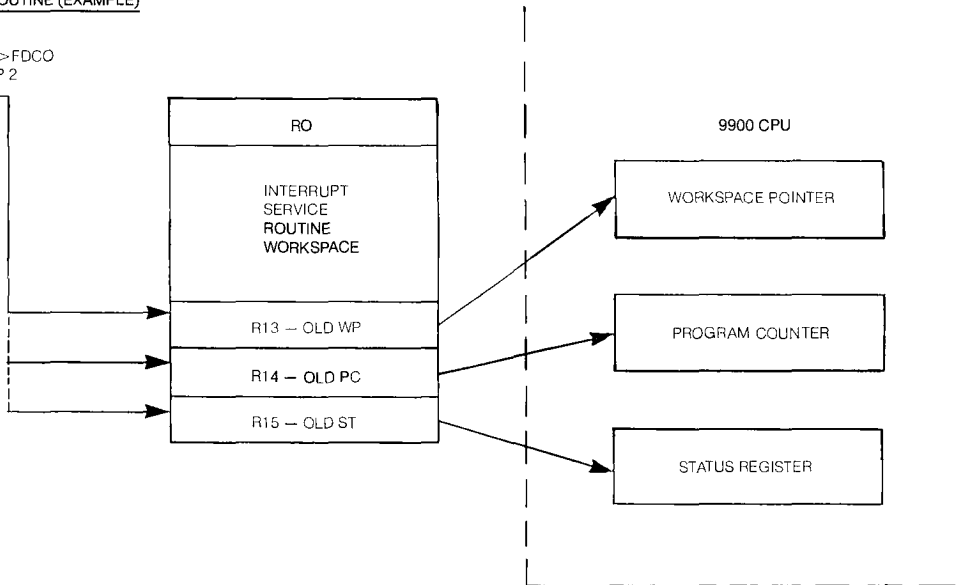 OUTINE (EXAMPLE)
>FDCO
P 2
RO
INTERRUPT
SERVICE
ROUTINE
WORKSPACE
R13 — OLD WP
R14 — OLD PC
R15 — OLD ST
9900 CPU
WORKSPACE POINTER
PROGRAM COUNTER
STATUS REGISTER